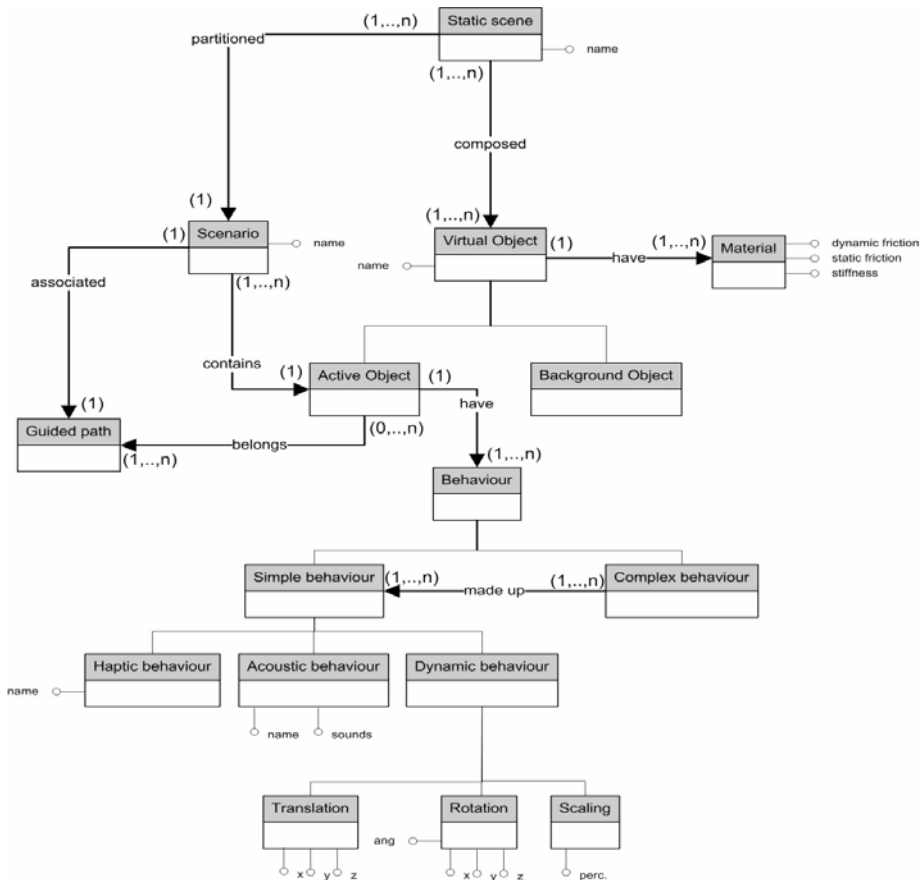 (1,..,n)
Static scene
partitioned
name
(1,..,n)
composed
(1)
(1,..,n)
(1)
Scenario
name
Virtual Object
(1)
(1,..,n)
Material
dynamic friction
static friction
stiffness
have
name
(1,..,n)
associated
contains
(1)
Active Object
(1)
Background Object
have
(1)
Guided path
(0,..,n)
belongs
(1,..,n)
(1,..,n)
Behaviour
Simple behaviour
(1,..,n)
made up
(1,..,n)
Complex behaviour
Haptic behaviour
Acoustic behaviour
Dynamic behaviour
name
name
sounds
Translation
Rotation
Scaling
ang
x
y
z
x
y
z
perc.